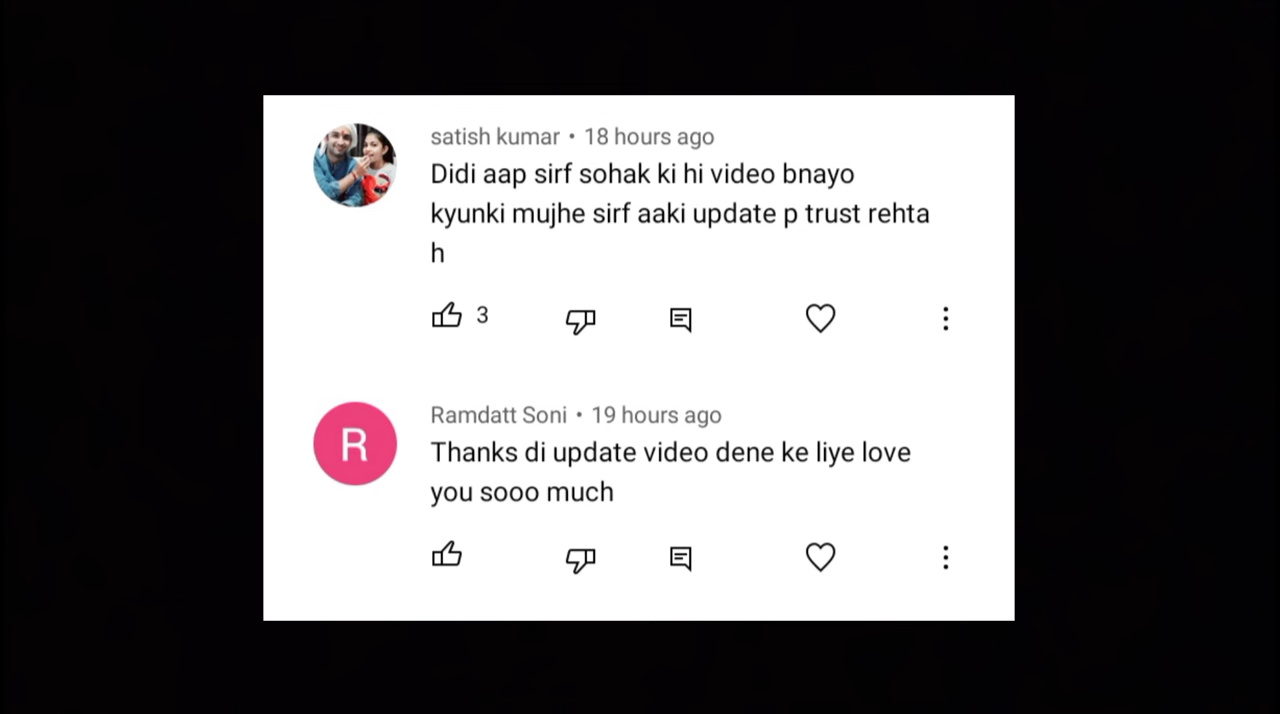 satish kumar • 18 hours ago
Didi aap sirf sohak ki hi video bnayo
kyunki mujhe sirf aaki update p trust rehta
h
3
R
Ramdatt Soni • 19 hours ago
Thanks di update video dene ke liye love
you sooo much